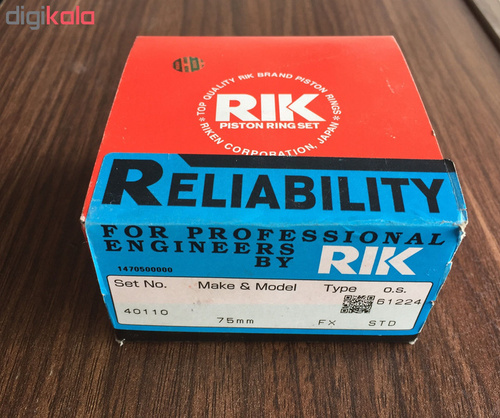 digikala
TOP QUALITY RIK BRAND PISTON RINGS
RIK
PISTON RING SET
RIKEN CORPORATION, JAPAN
RELIABILITY
FOR PROFESSIONAL
ENGINEERS
BY RIK
1470500000
Set No. Make & Model Type o.s.
61224
40110 75mm FX STD